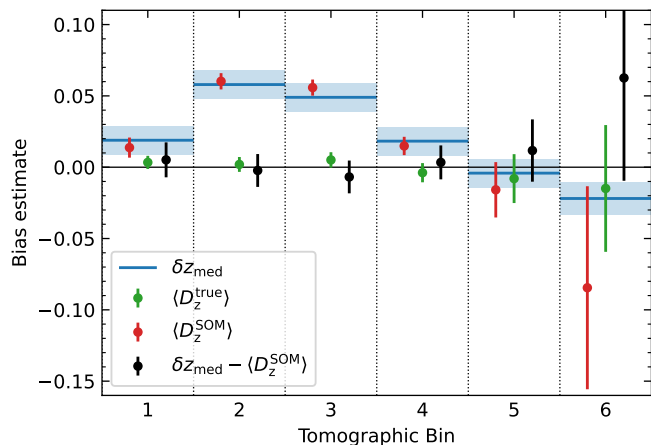 0.10
0.05
0.00
−0.05
−0.10
−0.15
Bias estimate
δz_med
⟨D_z^true⟩
⟨D_z^SOM⟩
δz_med − ⟨D_z^SOM⟩
1 2 3 4 5 6
Tomographic Bin